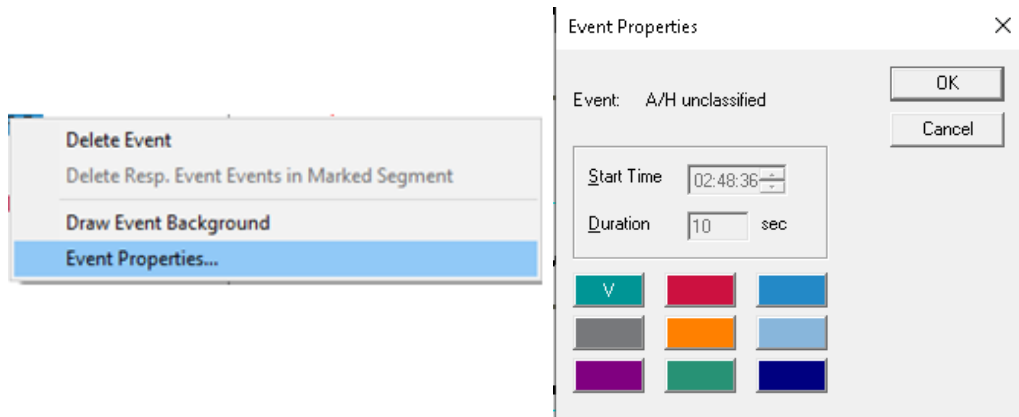 Delete Event
Delete Resp. Event Events in Marked Segment
Draw Event Background
Event Properties...
Event Properties
Event: A/H unclassified
OK
Cancel
Start Time 02:48:36
Duration 10 sec
V